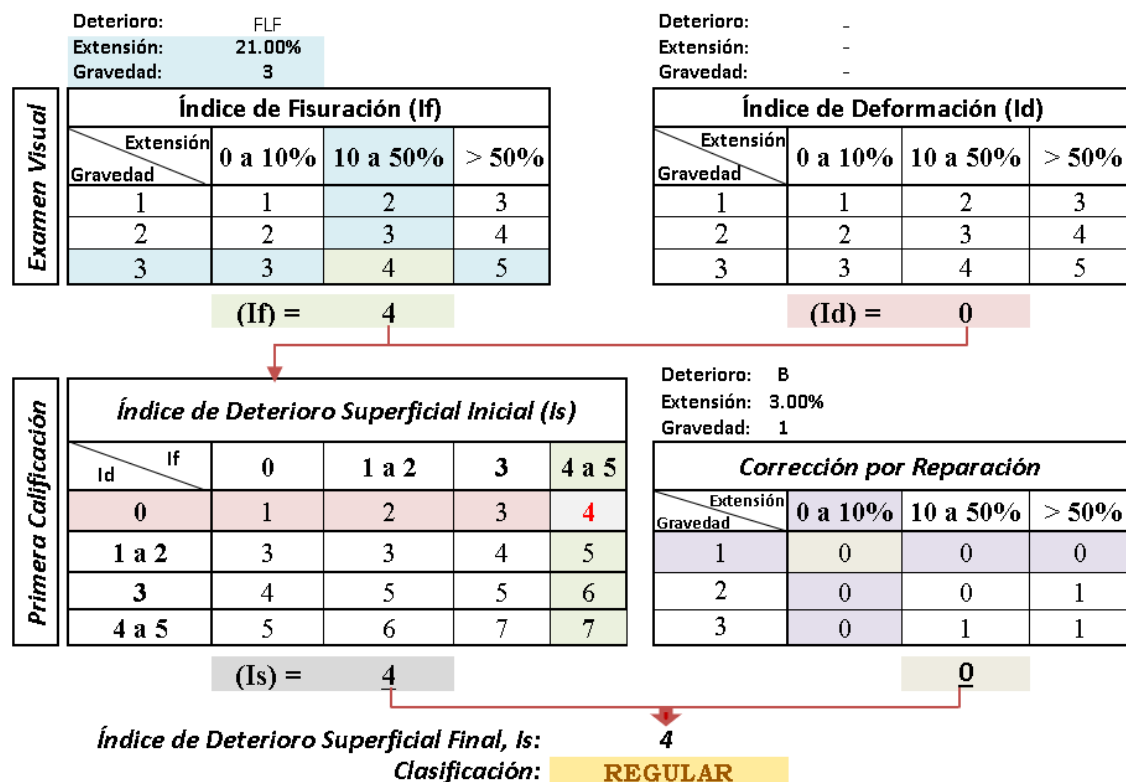 Deterioro: FLF
Extensión: 21.00%
Gravedad: 3
Deterioro: -
Extensión: -
Gravedad: -
Examen Visual
Índice de Fisuración (If)
Extensión
Gravedad
0 a 10% 10 a 50% > 50%
1 1 2 3
2 2 3 4
3 3 4 5
(If) = 4
Índice de Deformación (Id)
Extensión
Gravedad
0 a 10% 10 a 50% > 50%
1 1 2 3
2 2 3 4
3 3 4 5
(Id) = 0
Primera Calificación
Índice de Deterioro Superficial Inicial (Is)
If
Id
0 1 a 2 3 4 a 5
0 1 2 3 4
1 a 2 3 3 4 5
3 4 5 5 6
4 a 5 5 6 7 7
(Is) = 4
Deterioro: B
Extensión: 3.00%
Gravedad: 1
Corrección por Reparación
Extensión
Gravedad
0 a 10% 10 a 50% > 50%
1 0 0 0
2 0 0 1
3 0 1 1
0
Índice de Deterioro Superficial Final, Is: 4
Clasificación: REGULAR